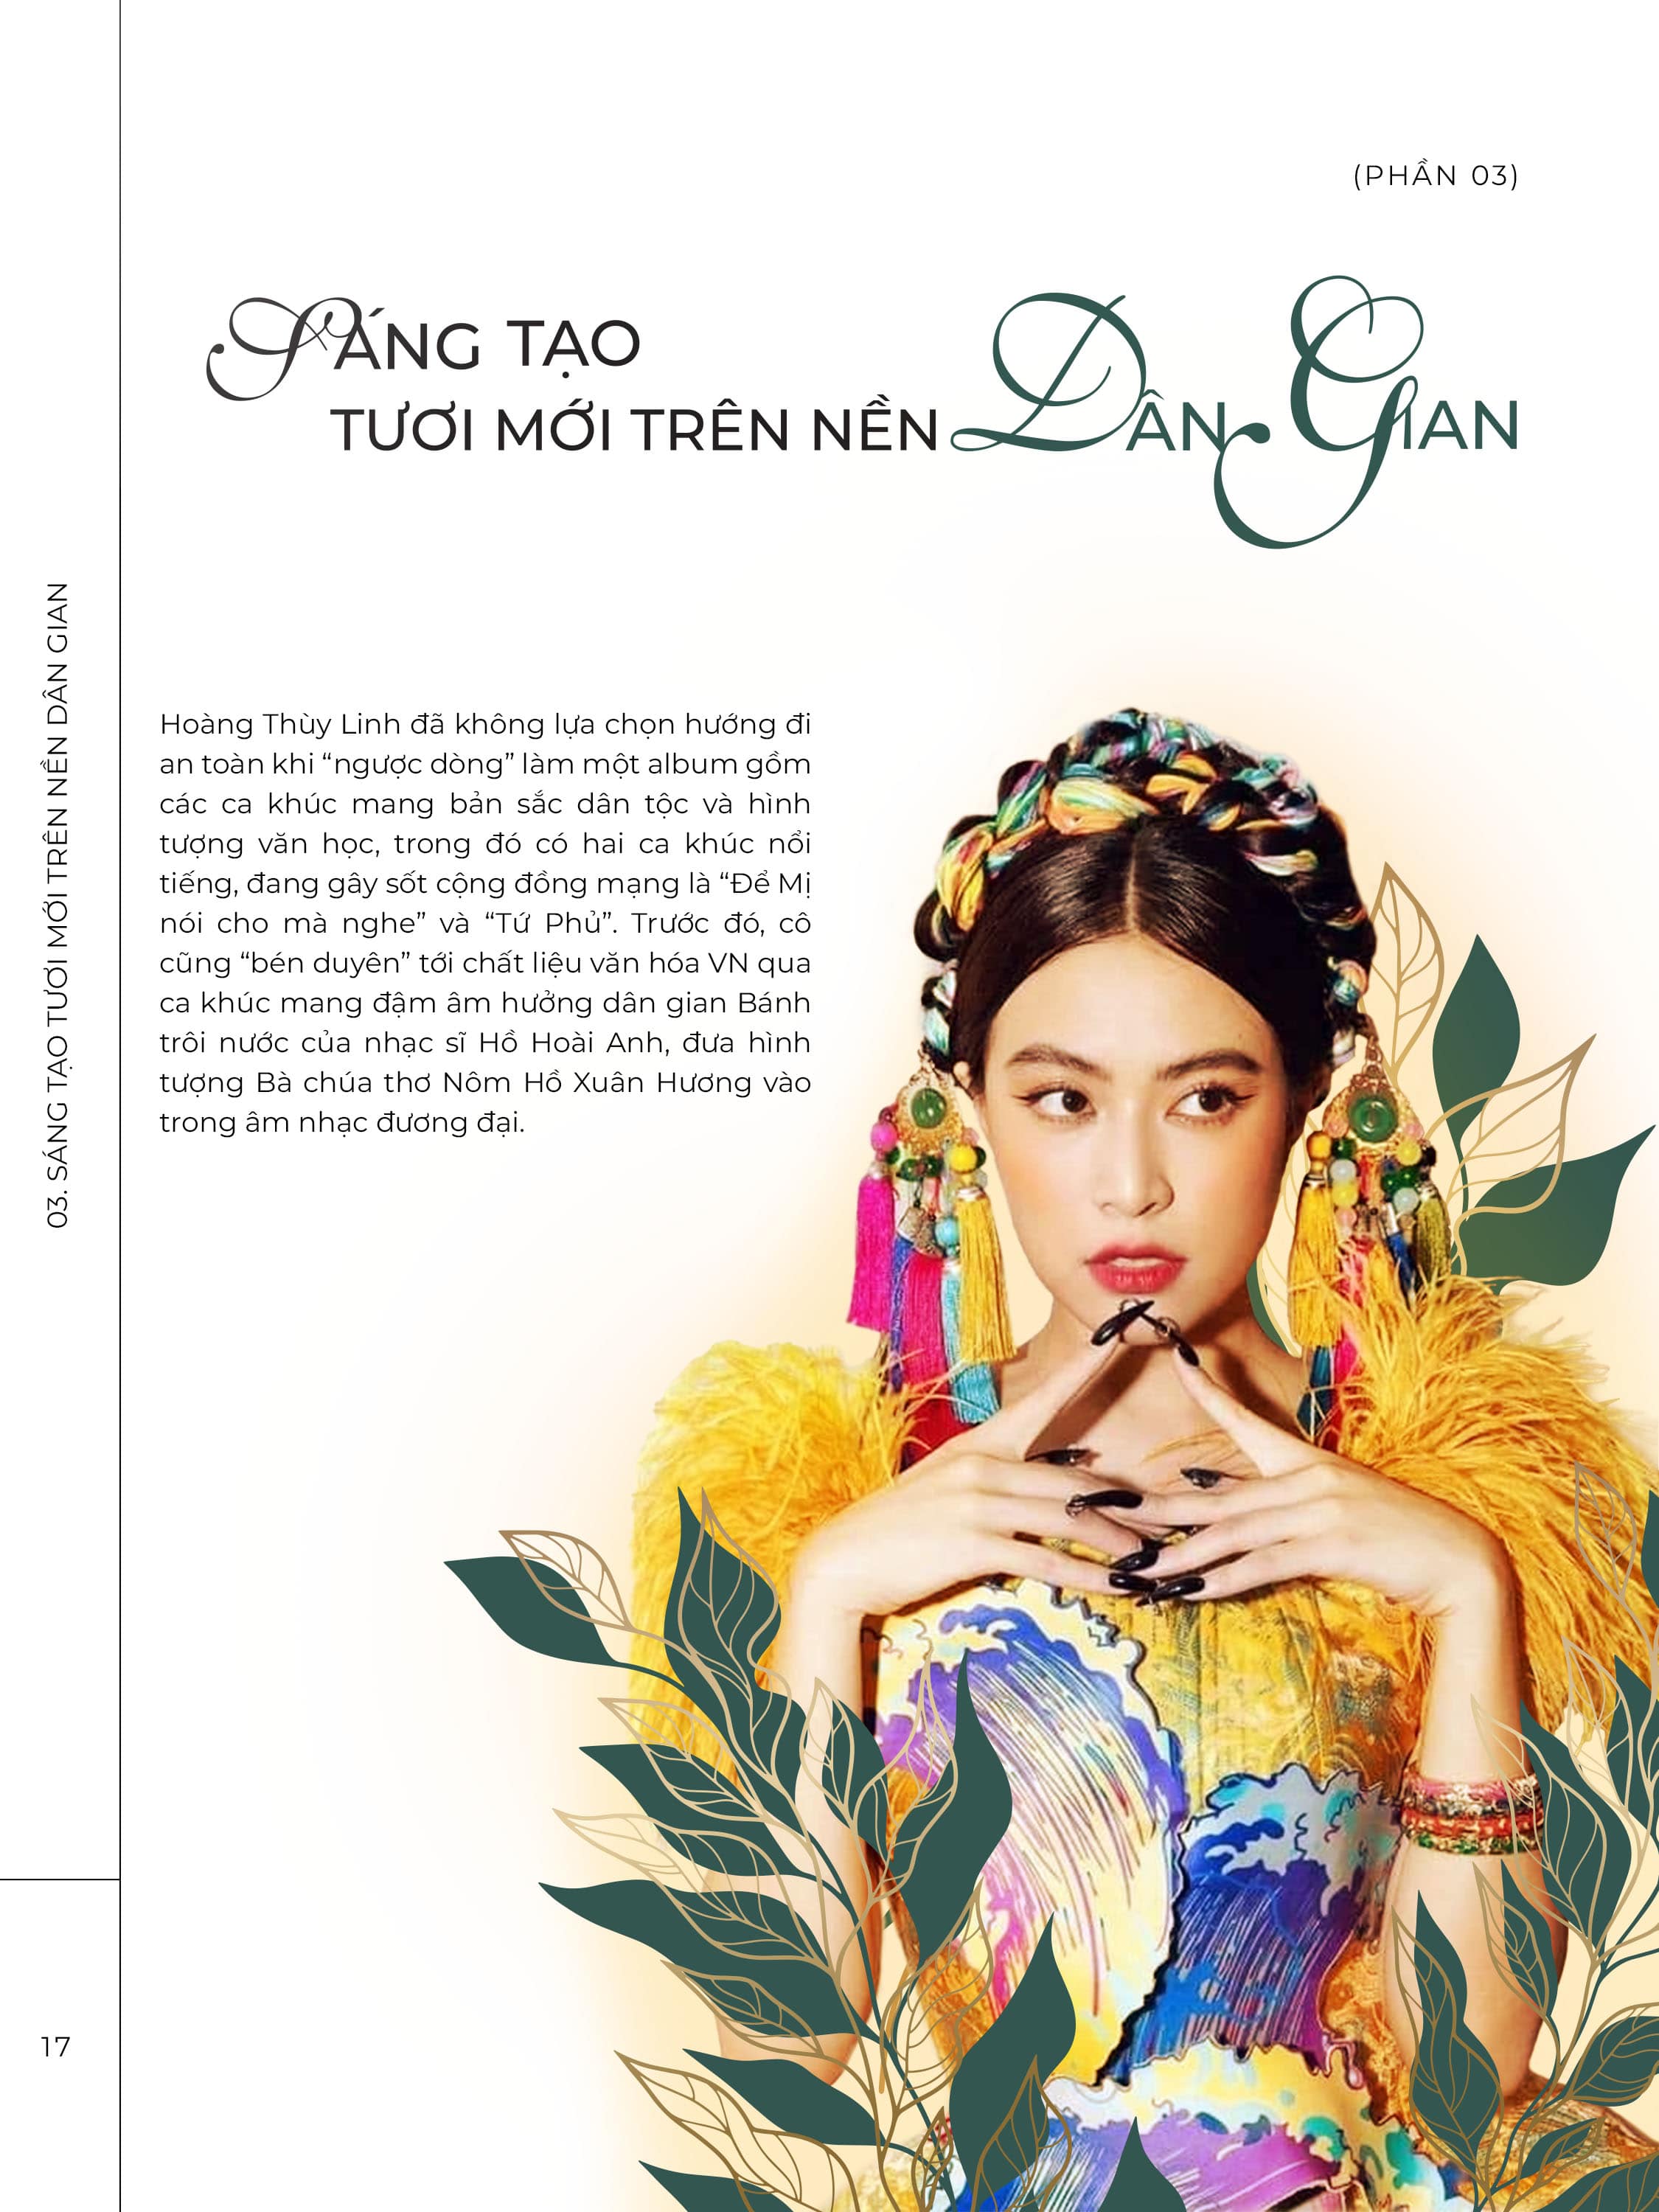 (PHẦN 03)
SÁNG TẠO
TƯƠI MỚI TRÊN NỀN DÂN GIAN
03. SÁNG TẠO TƯƠI MỚI TRÊN NỀN DÂN GIAN
Hoàng Thùy Linh đã không lựa chọn hướng đi
an toàn khi “ngược dòng” làm một album gồm
các ca khúc mang bản sắc dân tộc và hình
tượng văn học, trong đó có hai ca khúc nổi
tiếng, đang gây sốt cộng đồng mạng là “Để Mị
nói cho mà nghe” và “Tứ Phủ”. Trước đó, cô
cũng “bén duyên” tới chất liệu văn hóa VN qua
ca khúc mang đậm âm hưởng dân gian Bánh
trôi nước của nhạc sĩ Hồ Hoài Anh, đưa hình
tượng Bà chúa thơ Nôm Hồ Xuân Hương vào
trong âm nhạc đương đại.
17